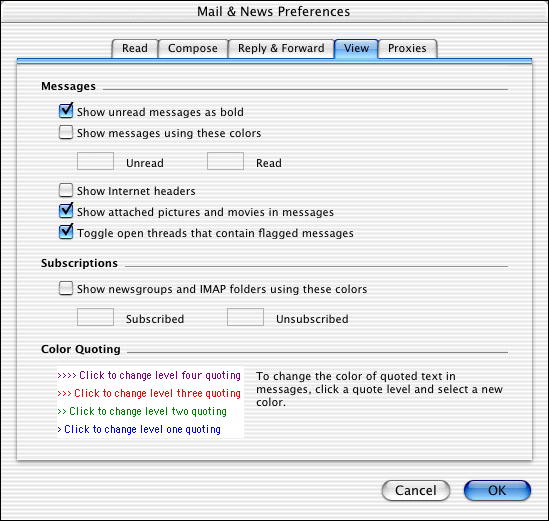 Mail & News Preferences
Read Compose Reply & Forward View Proxies
Messages
Show unread messages as bold
Show messages using these colors
Unread Read
Show Internet headers
Show attached pictures and movies in messages
Toggle open threads that contain flagged messages
Subscriptions
Show newsgroups and IMAP folders using these colors
Subscribed Unsubscribed
Color Quoting
>>>> Click to change level four quoting
>>> Click to change level three quoting
>> Click to change level two quoting
> Click to change level one quoting
To change the color of quoted text in
messages, click a quote level and select a new
color.
Cancel OK